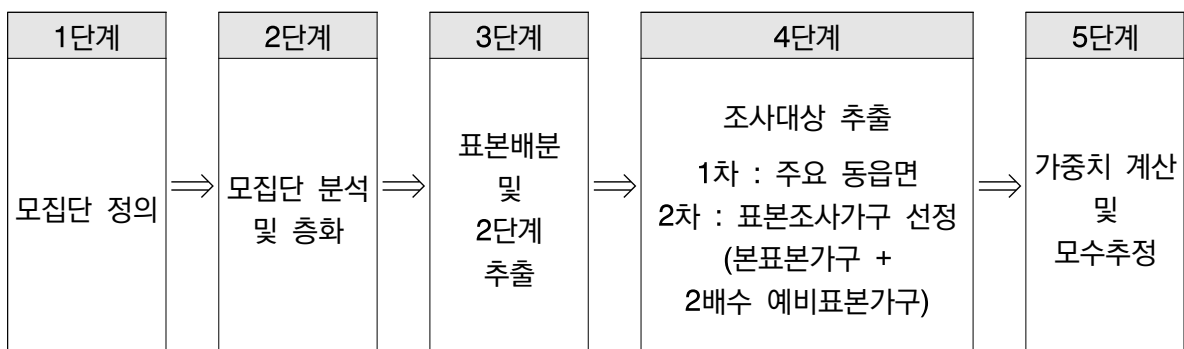 1단계
모집단 정의
2단계
모집단 분석
및 층화
3단계
표본배분
및
2단계
추출
4단계
조사대상 추출
1차 : 주요 동읍면
2차 : 표본조사가구 선정
(본표본가구 +
2배수 예비표본가구)
5단계
가중치 계산
및
모수추정